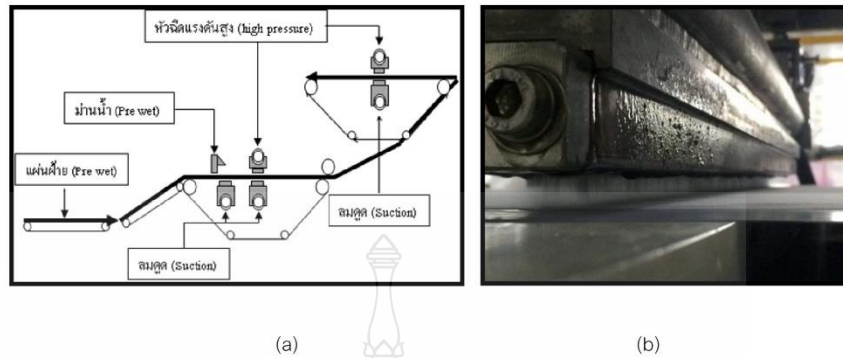 หัวฉีดแรงดันสูง (high pressure)
ม่านน้ำ (Pre wet)
แผ่นฝ้าย (Pre wet)
ลมดูด (Suction)
ลมดูด (Suction)
(a)
(b)